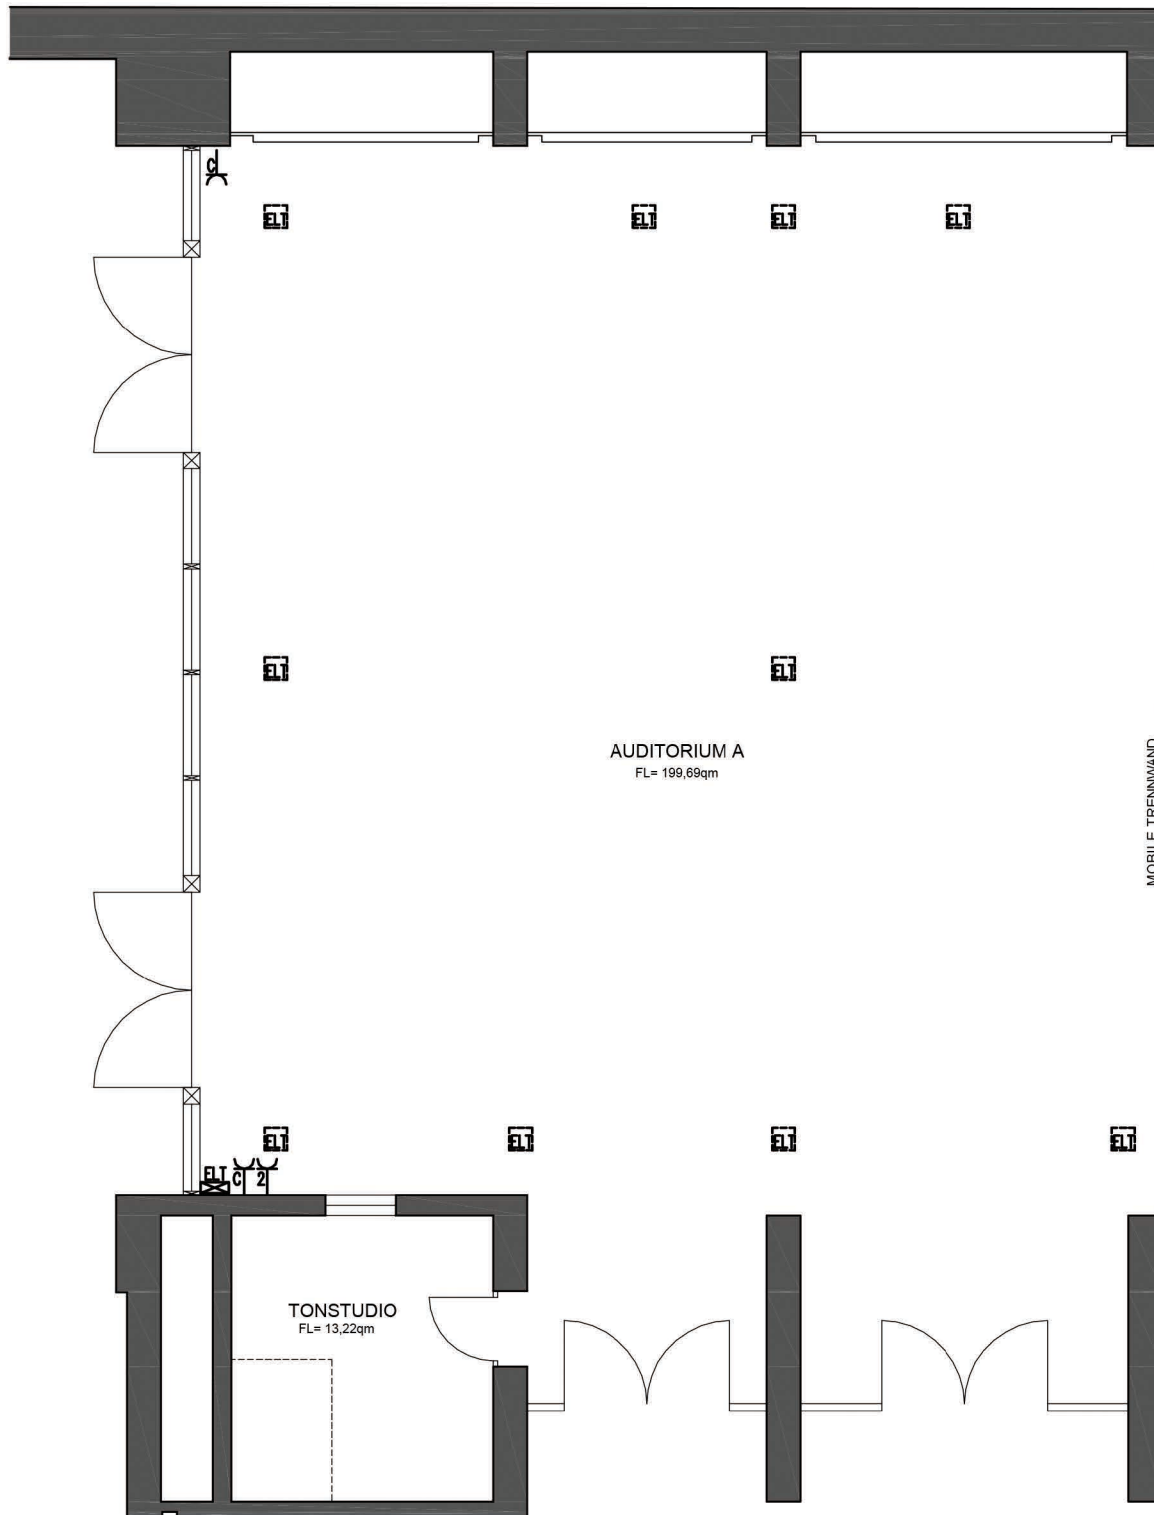 C
ELT
ELT
ELT
ELT
ELT
ELT
AUDITORIUM A
FL= 199,69qm
MOBILE TRENNWAND
ELT
ELT
ELT
ELT
ELT
C
2
TONSTUDIO
FL= 13,22qm